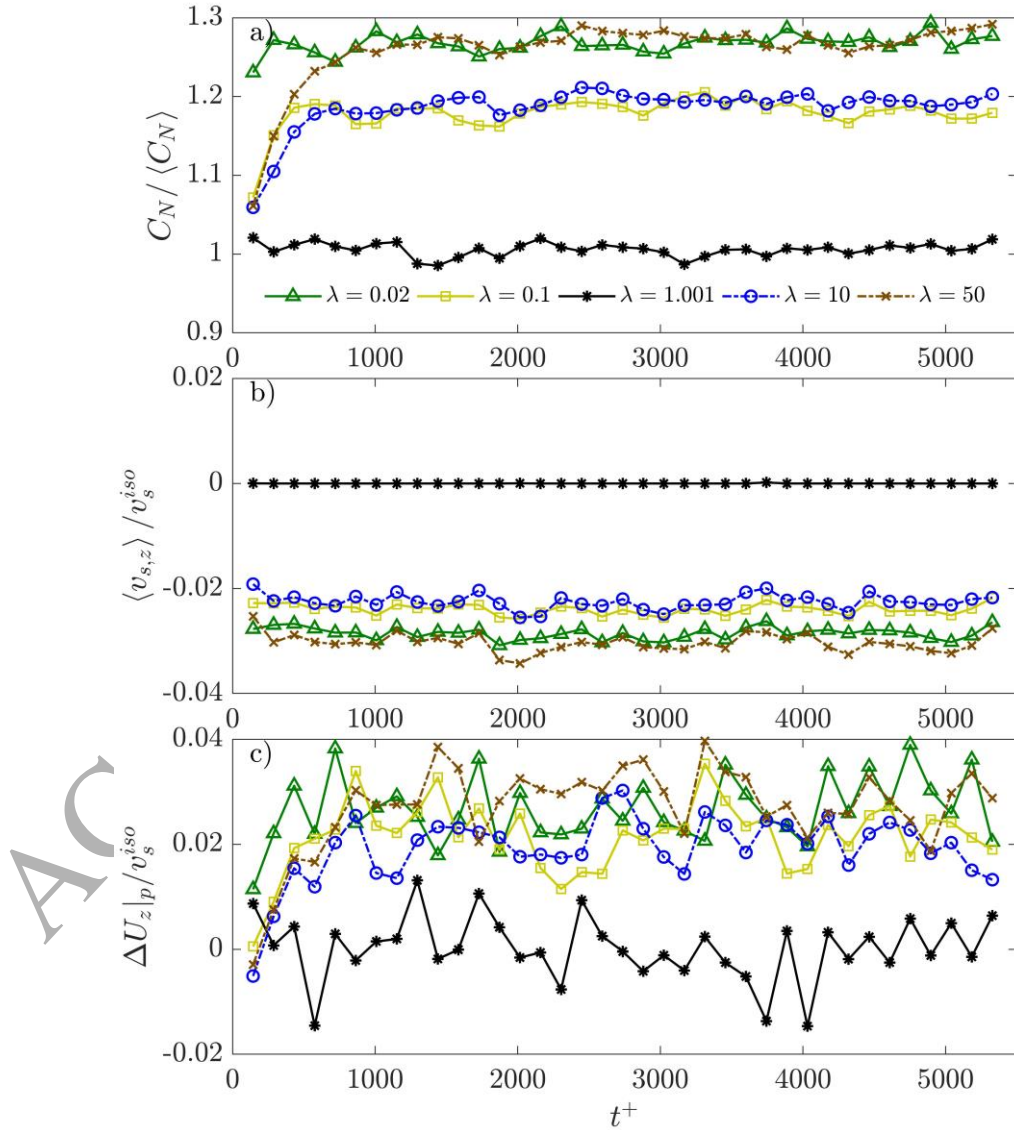 1.3
a)
1.2
1.1
1
0.9
C_N / ⟨C_N⟩
λ = 0.02 λ = 0.1 λ = 1.001 λ = 10 λ = 50
0 1000 2000 3000 4000 5000
0.02
b)
0
-0.02
-0.04
⟨v_{s,z}⟩ / v_s^{iso}
0 1000 2000 3000 4000 5000
0.04
c)
0.02
0
-0.02
ΔU_z|_p / v_s^{iso}
0 1000 2000 3000 4000 5000
t^+
AC